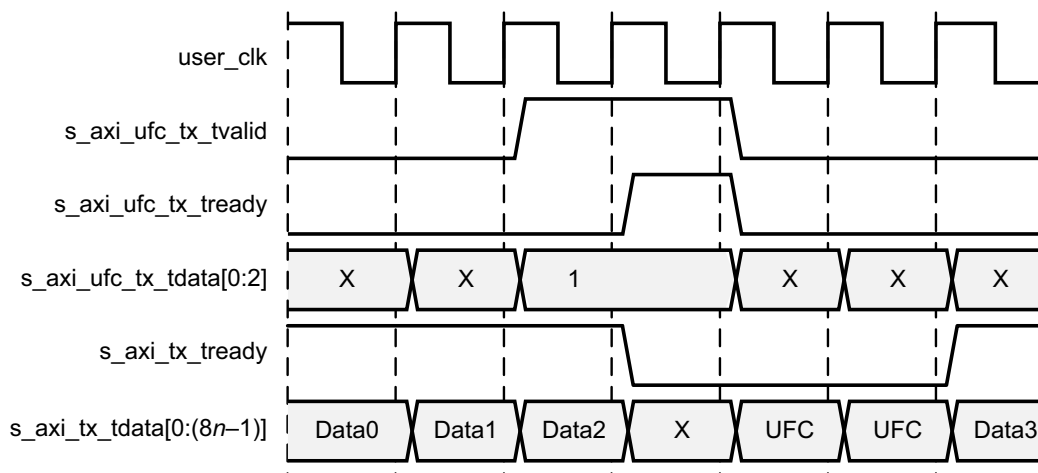 user_clk
s_axi_ufc_tx_tvalid
s_axi_ufc_tx_tready
s_axi_ufc_tx_tdata[0:2] X X 1 X X X
s_axi_tx_tready
s_axi_tx_tdata[0:(8n–1)] Data0 Data1 Data2 X UFC UFC Data3